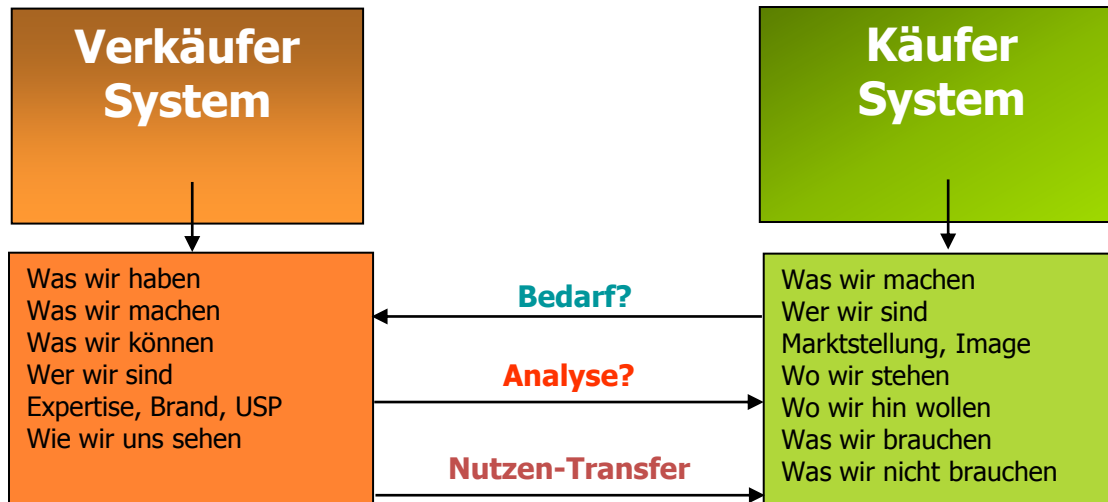 Verkäufer
System
Käufer
System
Was wir haben
Was wir machen
Was wir können
Wer wir sind
Expertise, Brand, USP
Wie wir uns sehen
Bedarf?
Analyse?
Nutzen-Transfer
Was wir machen
Wer wir sind
Marktstellung, Image
Wo wir stehen
Wo wir hin wollen
Was wir brauchen
Was wir nicht brauchen